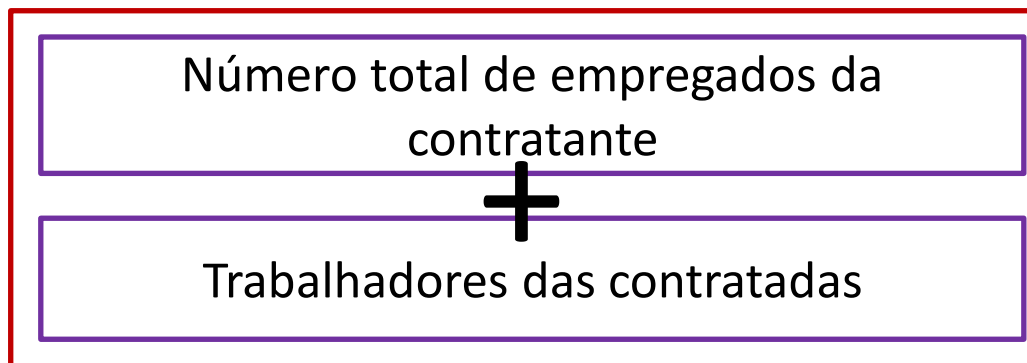 Número total de empregados da
contratante
+
Trabalhadores das contratadas